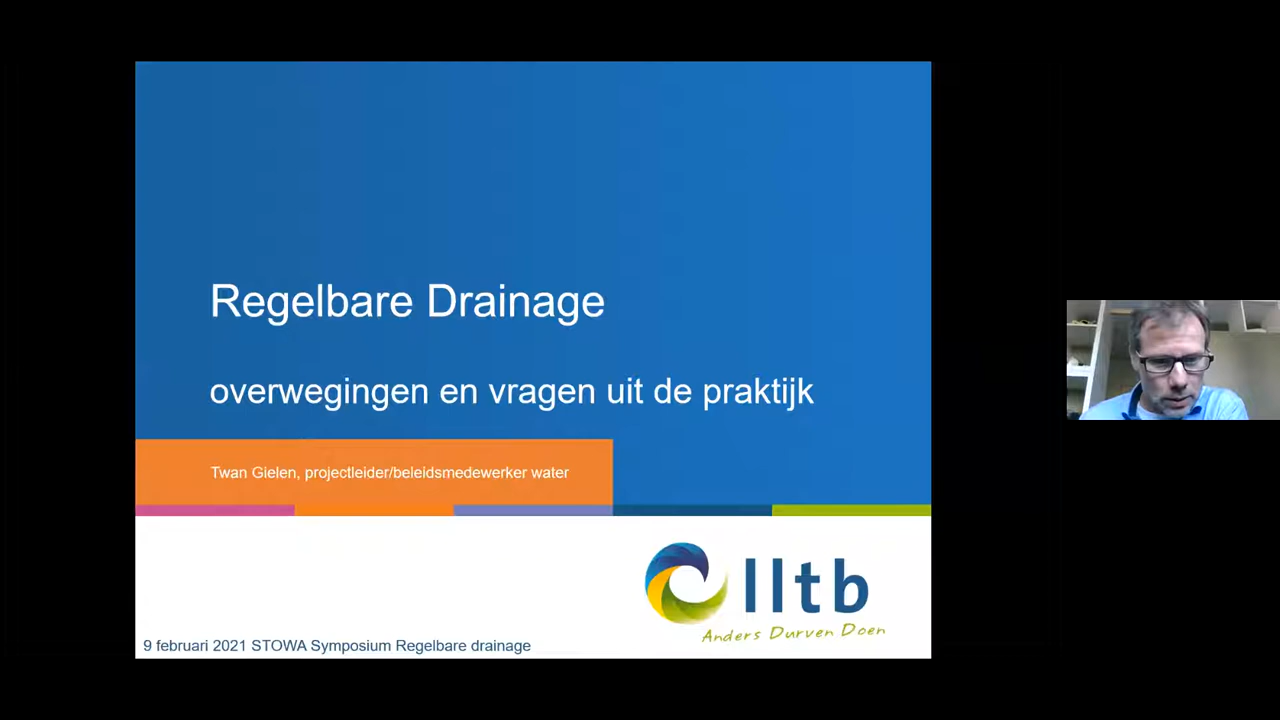 Regelbare Drainage
overwegingen en vragen uit de praktijk
Twan Gielen, projectleider/beleidsmedewerker water
lltb
Anders Durven Doen
9 februari 2021 STOWA Symposium Regelbare drainage